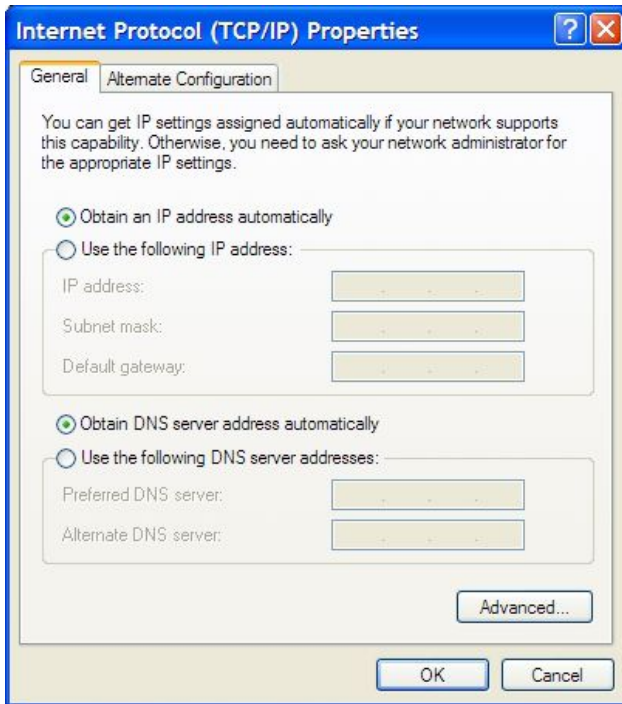 Internet Protocol (TCP/IP) Properties
?
General
Alternate Configuration
You can get IP settings assigned automatically if your network supports
this capability. Otherwise, you need to ask your network administrator for
the appropriate IP settings.
Obtain an IP address automatically
Use the following IP address:
IP address:
Subnet mask:
Default gateway:
Obtain DNS server address automatically
Use the following DNS server addresses:
Preferred DNS server:
Alternate DNS server:
Advanced...
OK
Cancel